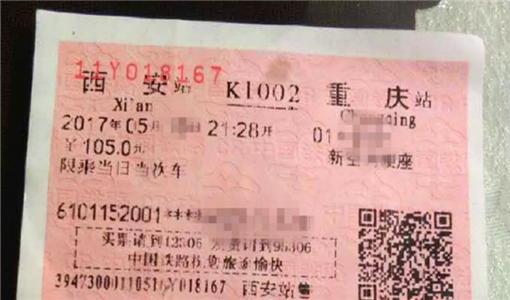 11Y018167
西安站 K1002 重庆站
Xi'an
2017年05月 21:28开 01
￥105.0元 新空
座
限乘当日当次车
6101152001***
买票请到12306 发货请到95306
中国铁路祝您旅途愉快
西安站售